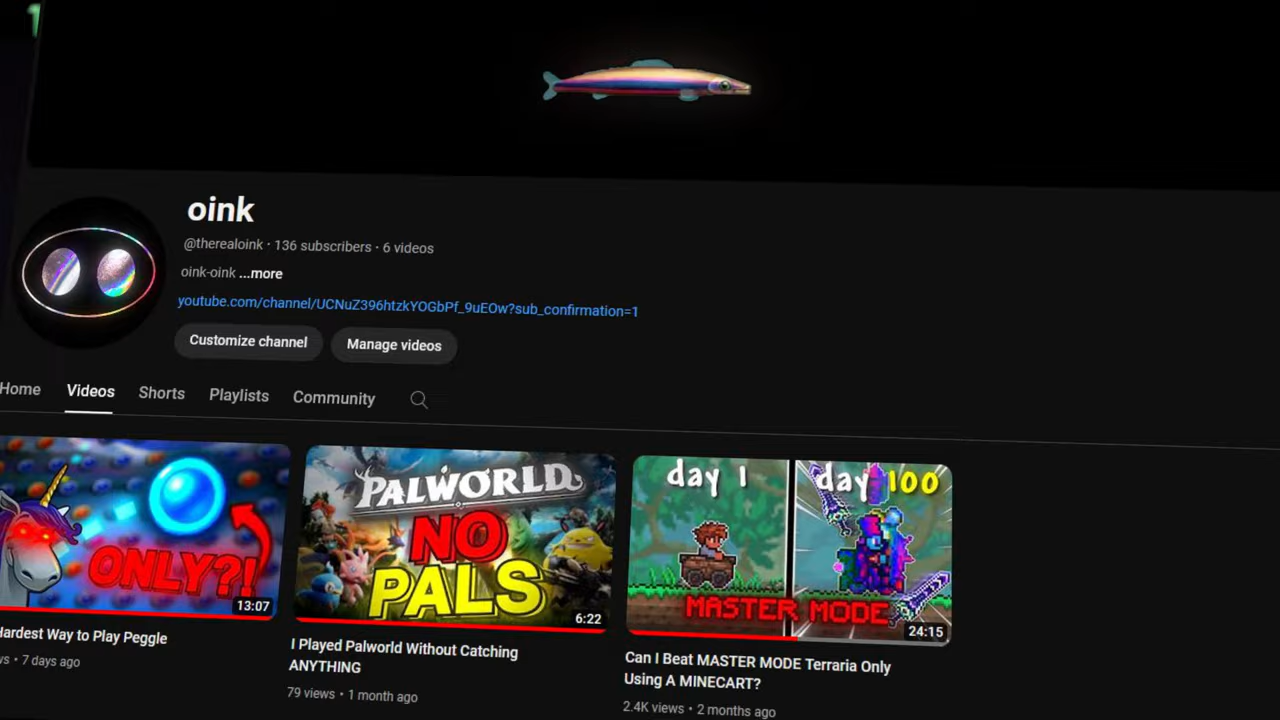 oink
@therealoink · 136 subscribers · 6 videos
oink-oink ...more
youtube.com/channel/UCNuZ396htzkYOGbPf_9uEOw?sub_confirmation=1
Customize channel
Manage videos
Home
Videos
Shorts
Playlists
Community
ONLY?!
13:07
PALWORLD
NO
PALS
6:22
day 1
day 100
MASTER MODE
24:15
Hardest Way to Play Peggle
7 days ago
I Played Palworld Without Catching
ANYTHING
79 views · 1 month ago
Can I Beat MASTER MODE Terraria Only
Using A MINECART?
2.4K views · 2 months ago